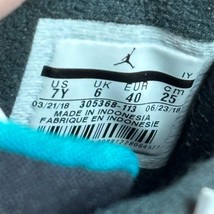 IY
US UK EUR cm
7Y 6 40 25
03/21/18 305368-113 06/23/18
MADE IN INDONESIA
FABRIQUE EN INDONESIE